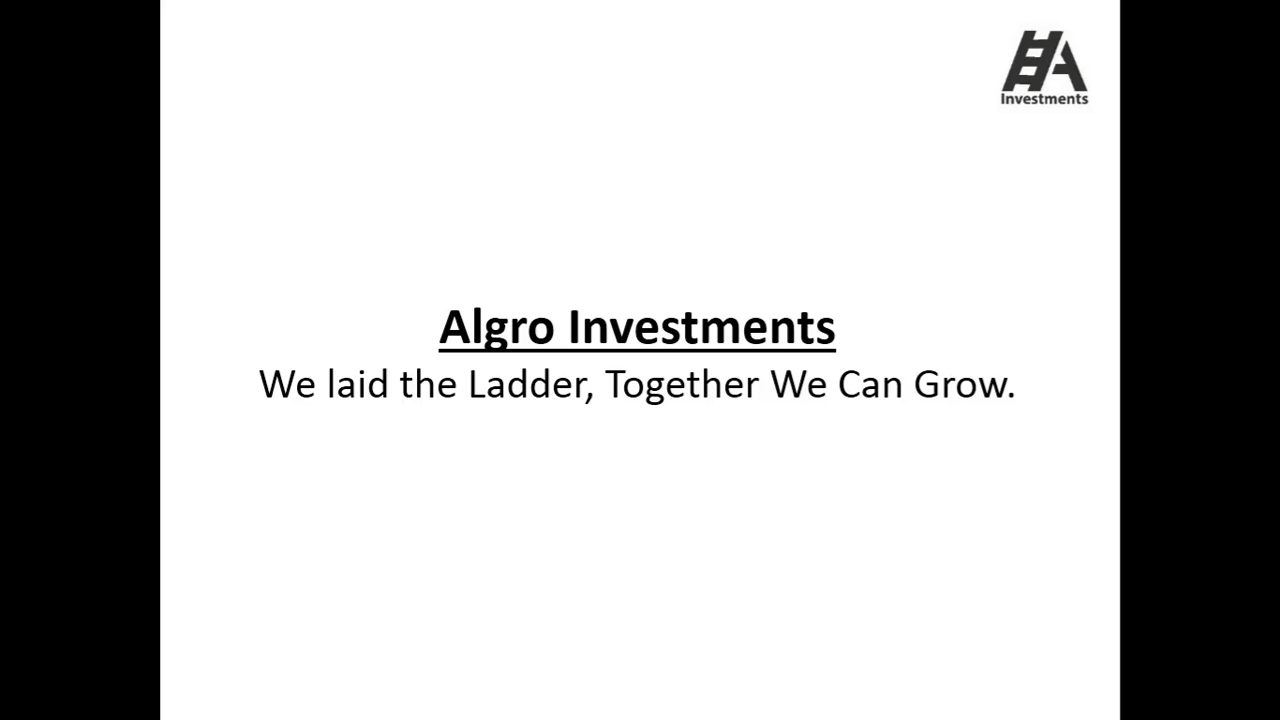 Investments
Algro Investments
We laid the Ladder, Together We Can Grow.